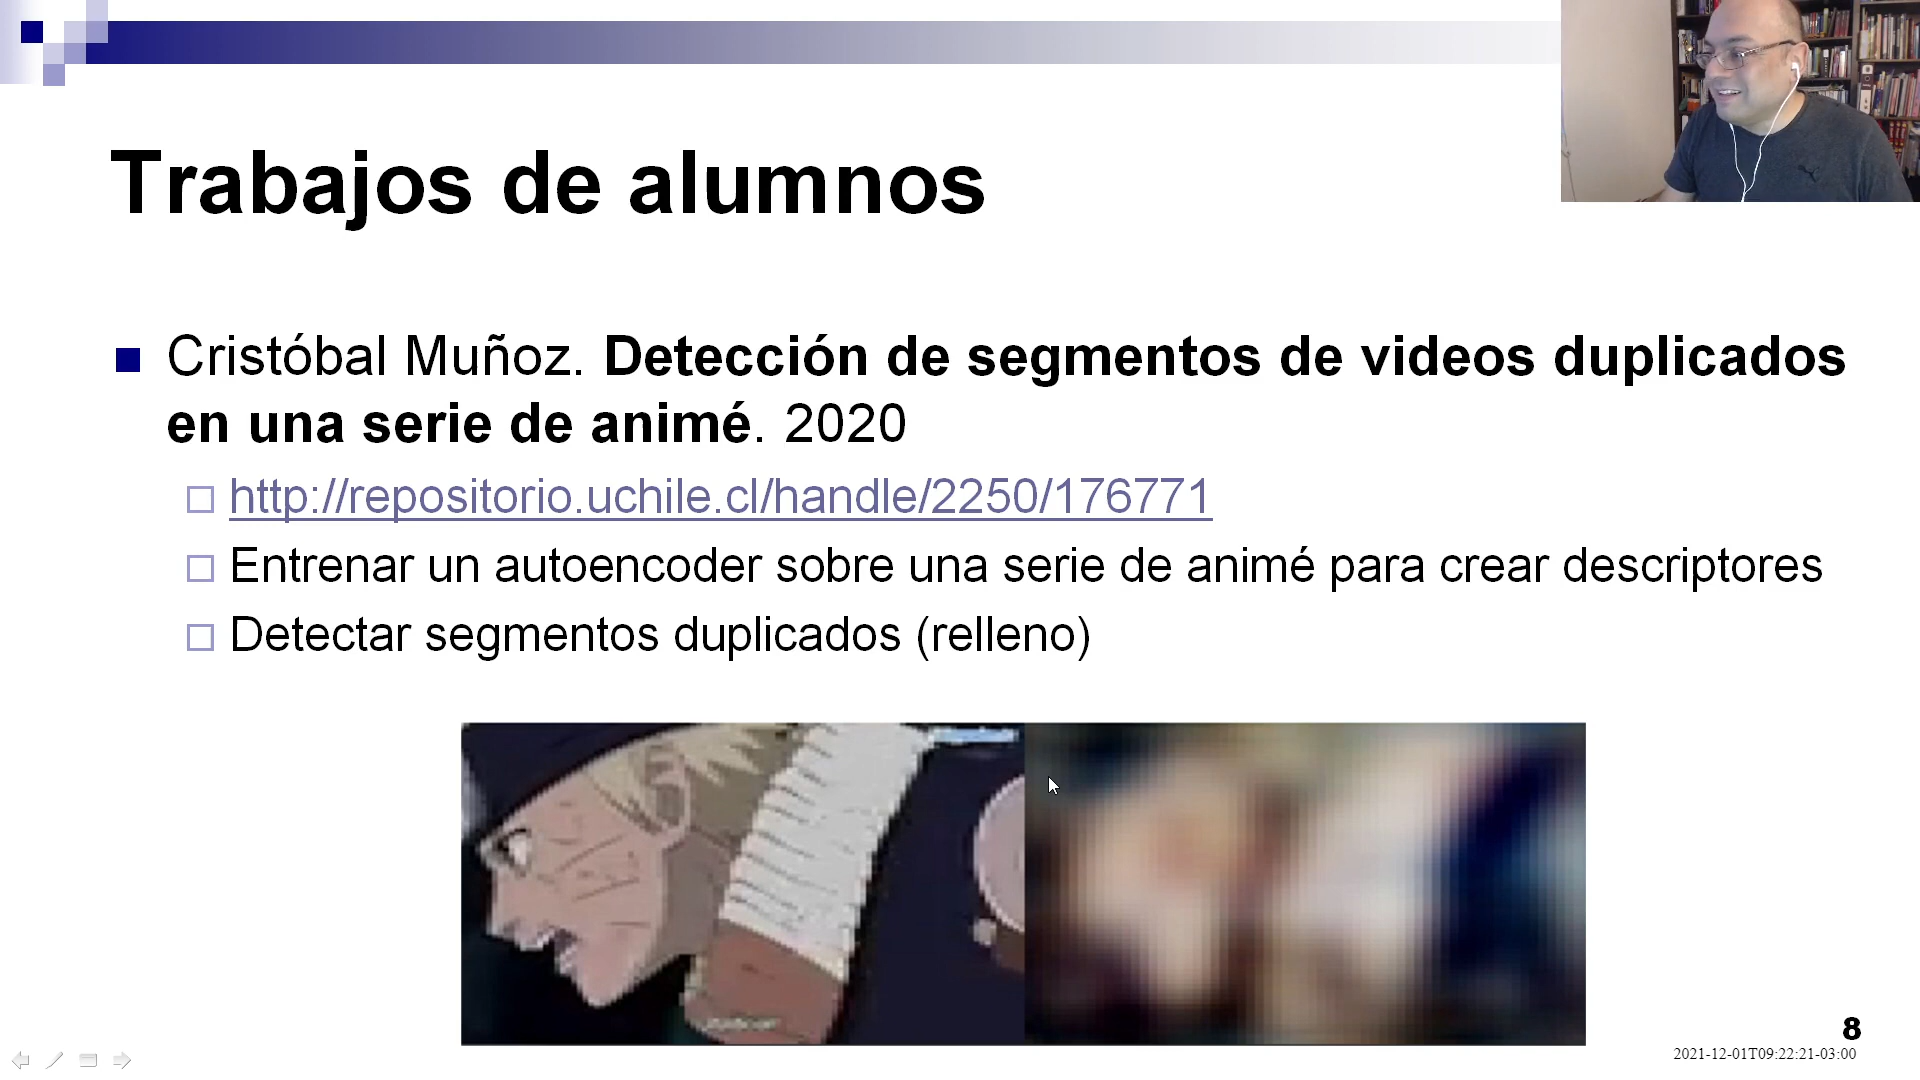 Trabajos de alumnos
Cristóbal Muñoz. Detección de segmentos de videos duplicados
en una serie de animé. 2020
http://repositorio.uchile.cl/handle/2250/176771
Entrenar un autoencoder sobre una serie de animé para crear descriptores
Detectar segmentos duplicados (relleno)
8
2021-12-01T09:22:21-03:00